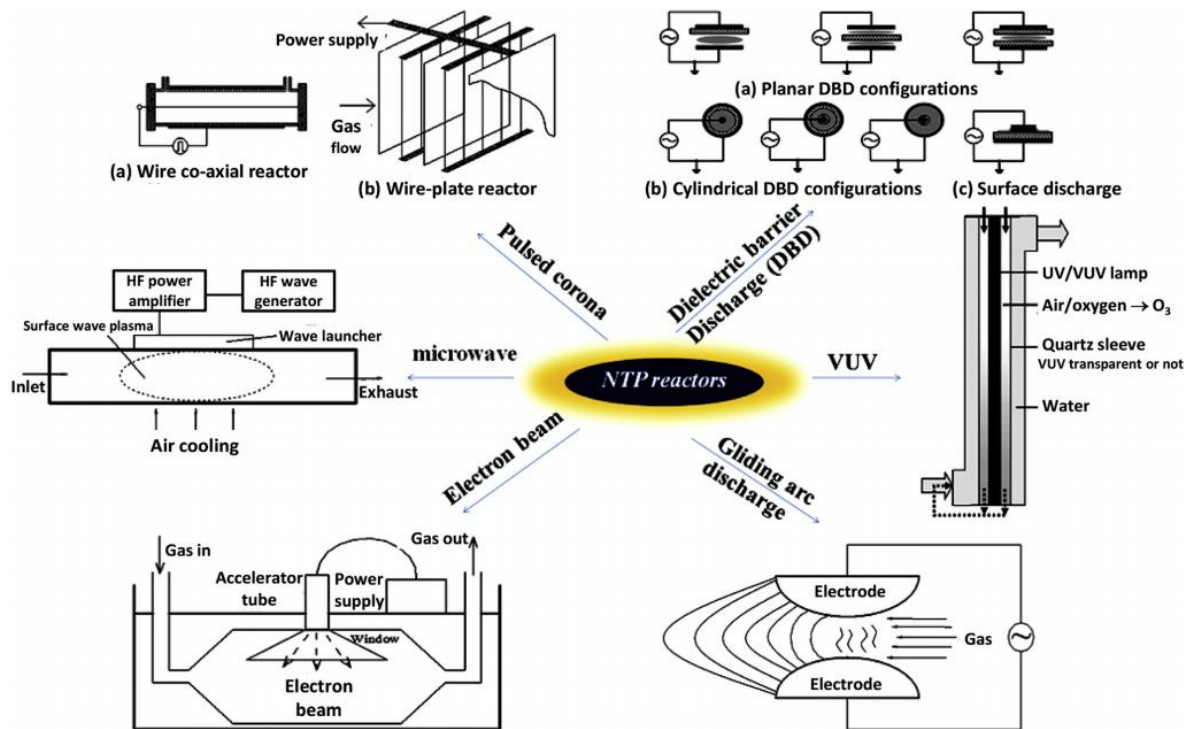 Power supply
Gas
flow
(a) Wire co-axial reactor
(b) Wire-plate reactor
(a) Planar DBD configurations
(b) Cylindrical DBD configurations
(c) Surface discharge
Pulsed corona
Dielectric barrier
Discharge (DBD)
HF power
amplifier
HF wave
generator
Surface wave plasma
Wave launcher
Inlet
Exhaust
Air cooling
microwave
NTP reactors
VUV
UV/VUV lamp
Air/oxygen → O₃
Quartz sleeve
VUV transparent or not
Water
Electron beam
Gliding arc
discharge
Gas in
Gas out
Accelerator
tube
Power
supply
Window
Electron
beam
Electrode
Gas
Electrode